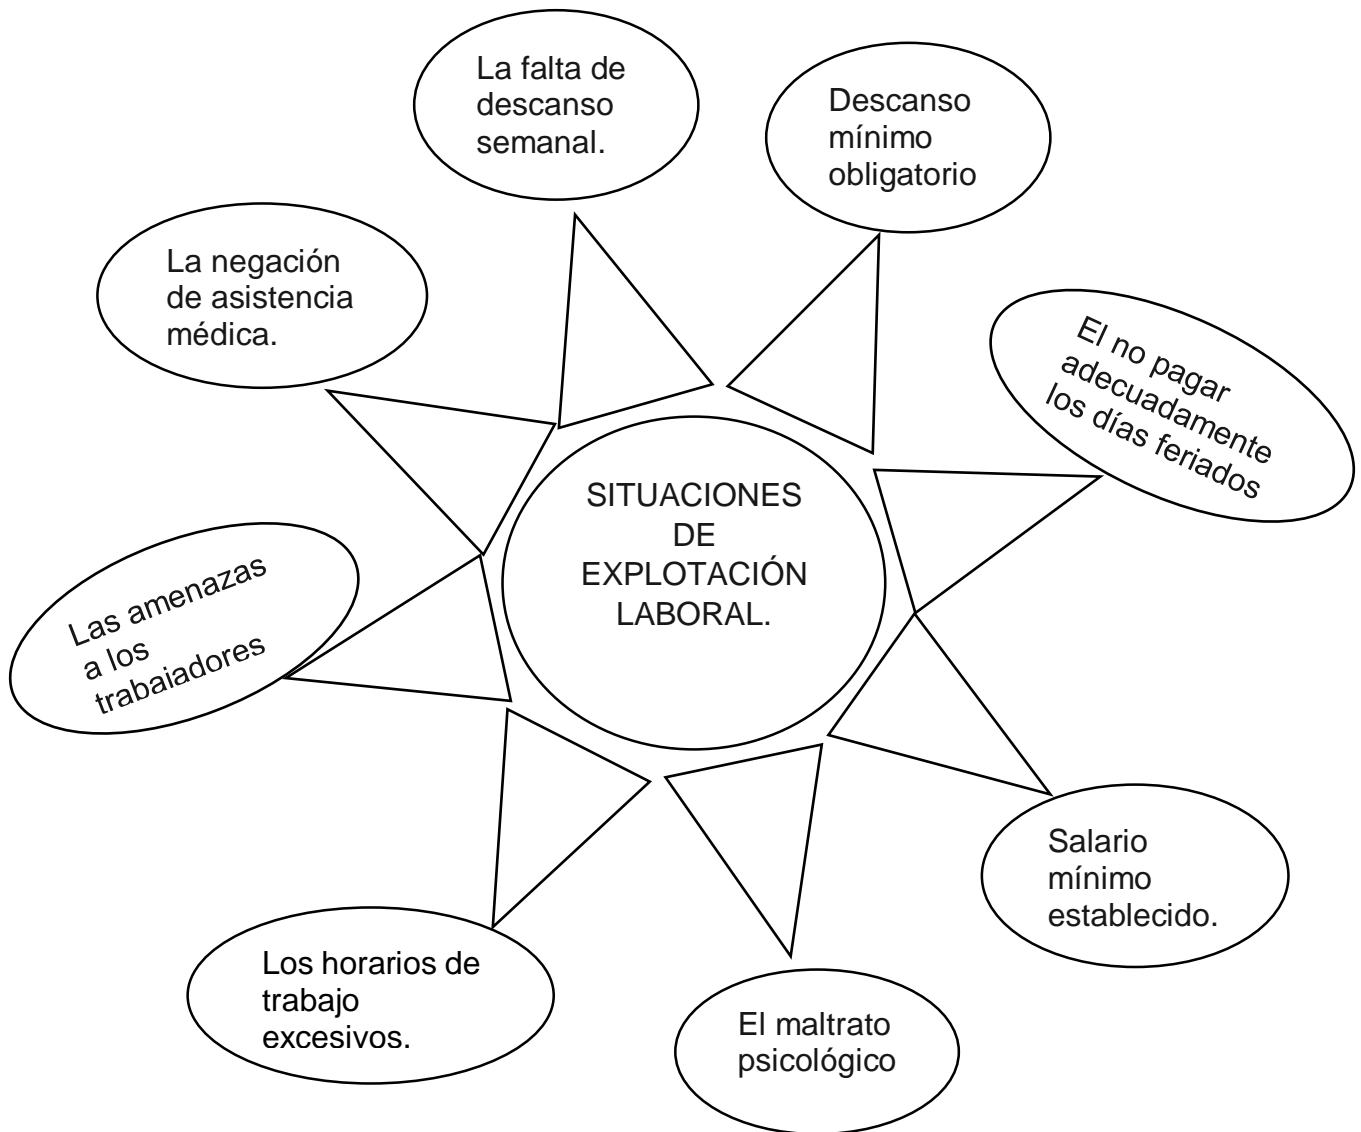 La falta de
descanso
semanal.
Descanso
mínimo
obligatorio
La negación
de asistencia
médica.
El no pagar
adecuadamente
los días feriados
SITUACIONES
DE
EXPLOTACIÓN
LABORAL.
Las amenazas
a los
trabajadores
Salario
mínimo
establecido.
Los horarios de
trabajo
excesivos.
El maltrato
psicológico